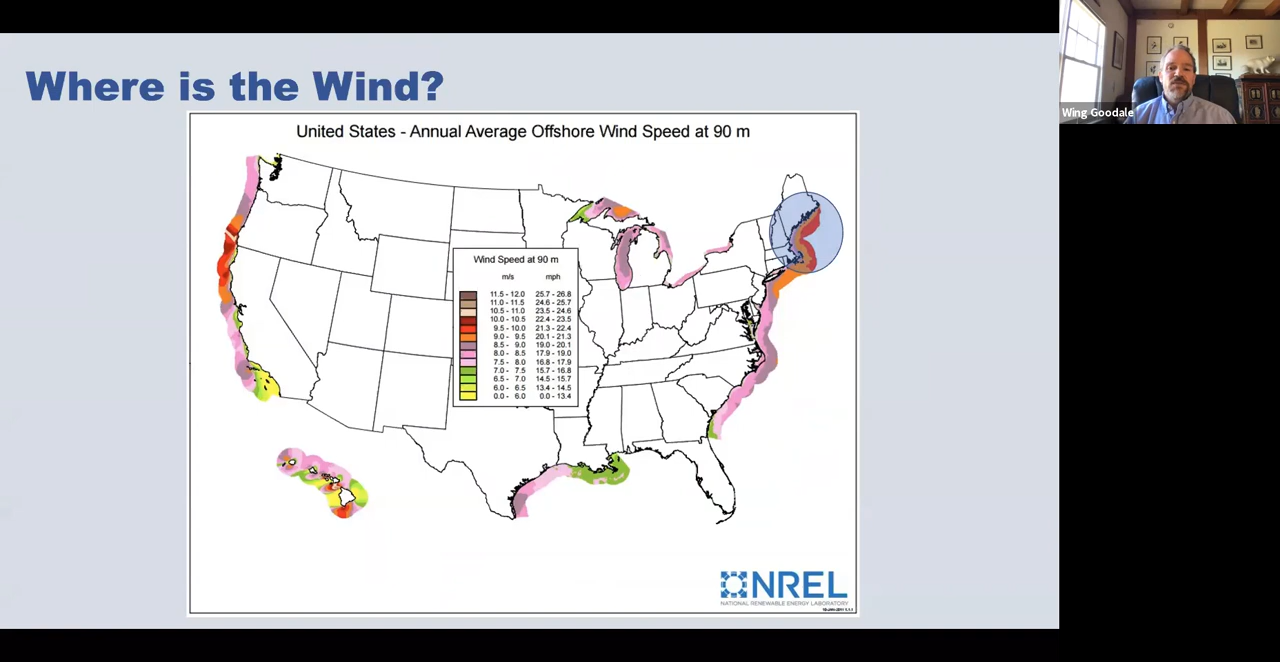 Where is the Wind?
United States - Annual Average Offshore Wind Speed at 90 m
Wind Speed at 90 m
m/s mph
11.5 - 12.0 25.7 - 26.8
11.0 - 11.5 24.6 - 25.7
10.5 - 11.0 23.5 - 24.6
10.0 - 10.5 22.4 - 23.5
9.5 - 10.0 21.3 - 22.4
9.0 - 9.5 20.1 - 21.3
8.5 - 9.0 19.0 - 20.1
8.0 - 8.5 17.9 - 19.0
7.5 - 8.0 16.8 - 17.9
7.0 - 7.5 15.7 - 16.8
6.5 - 7.0 14.5 - 15.7
6.0 - 6.5 13.4 - 14.5
0.0 - 6.0 0.0 - 13.4
NREL
NATIONAL RENEWABLE ENERGY LABORATORY
Wing Goodale